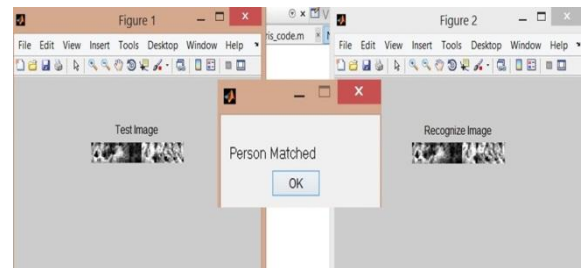 Figure 1
File Edit View Insert Tools Desktop Window Help
Test Image
ris_code.m
Person Matched
OK
Figure 2
File Edit View Insert Tools Desktop Window Help
Recognize Image